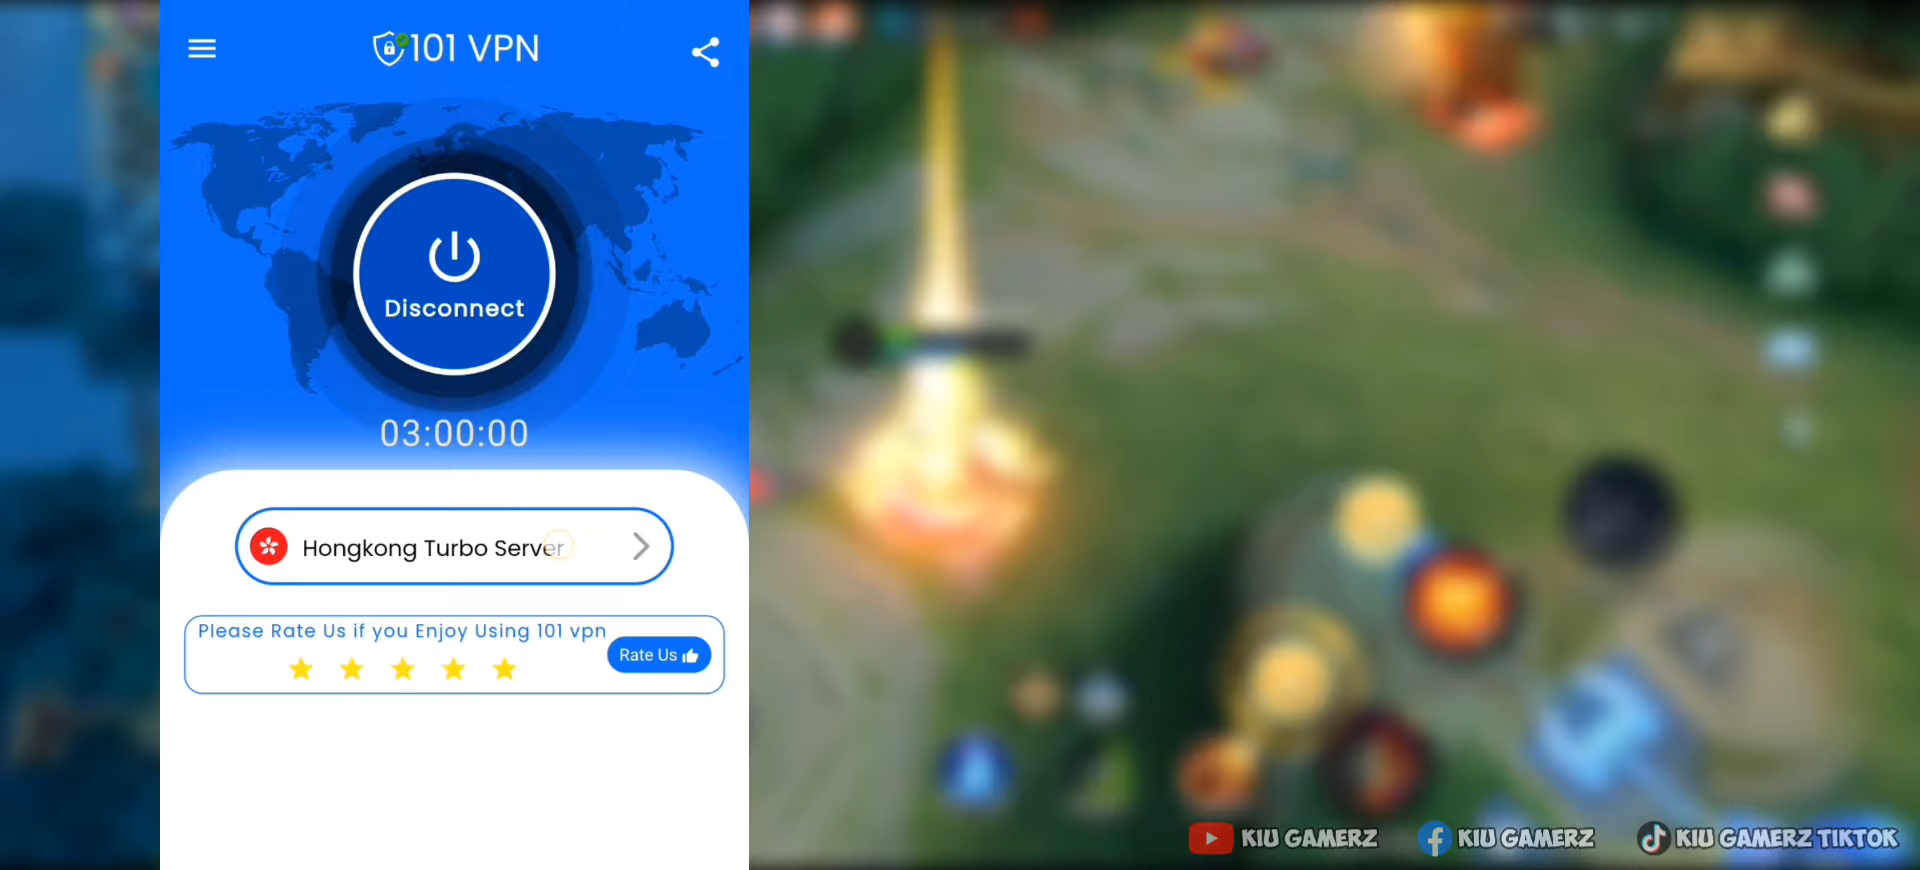 101 VPN
Disconnect
03:00:00
Hongkong Turbo Server
Please Rate Us if you Enjoy Using 101 vpn
Rate Us
KIU GAMERZ
KIU GAMERZ
KIU GAMERZ TIKTOK